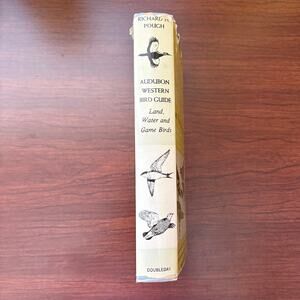 RICHARD H.
POUGH
AUDUBON
WESTERN
BIRD GUIDE
Land,
Water and
Game Birds
DOUBLEDAY